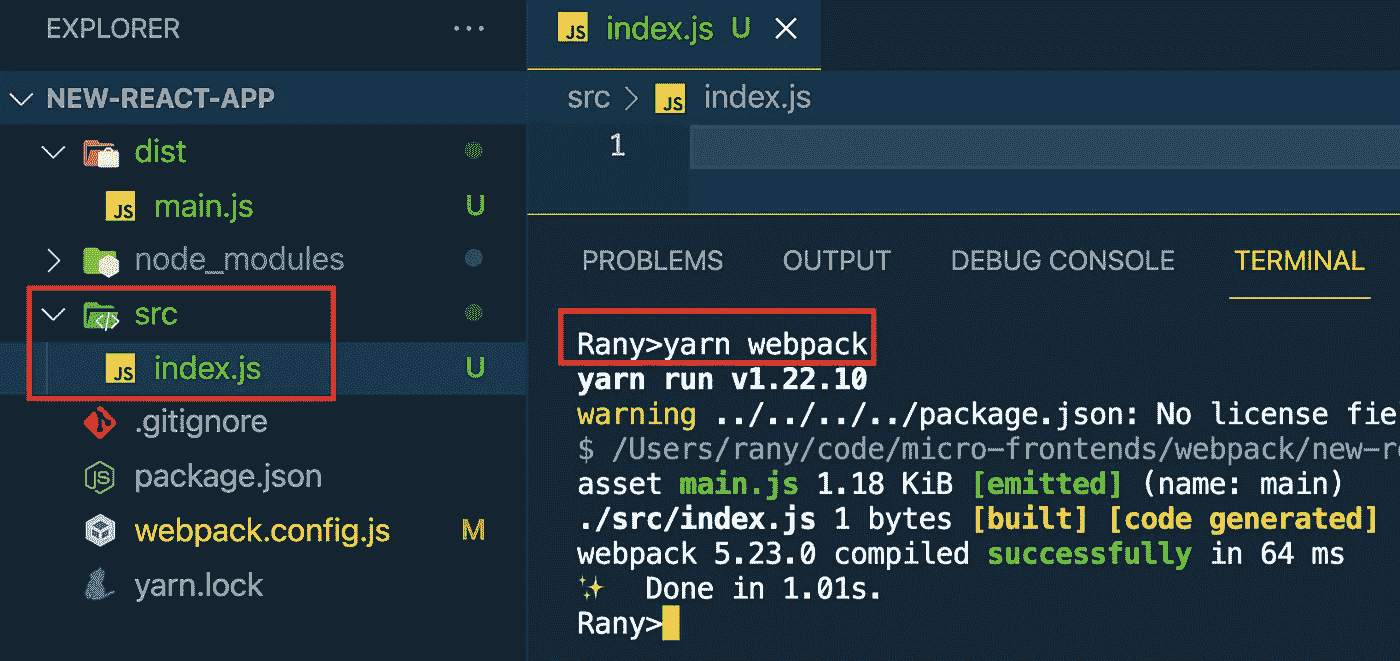 EXPLORER ...
NEW-REACT-APP
dist
JS main.js U
node_modules
src
JS index.js U
.gitignore
package.json
webpack.config.js M
yarn.lock
JS index.js U
src > JS index.js
1
PROBLEMS OUTPUT DEBUG CONSOLE TERMINAL
Rany>yarn webpack
yarn run v1.22.10
warning ../../../../package.json: No license fie
$ /Users/rany/code/micro-frontends/webpack/new-r
asset main.js 1.18 KiB [emitted] (name: main)
./src/index.js 1 bytes [built] [code generated]
webpack 5.23.0 compiled successfully in 64 ms
✨ Done in 1.01s.
Rany>